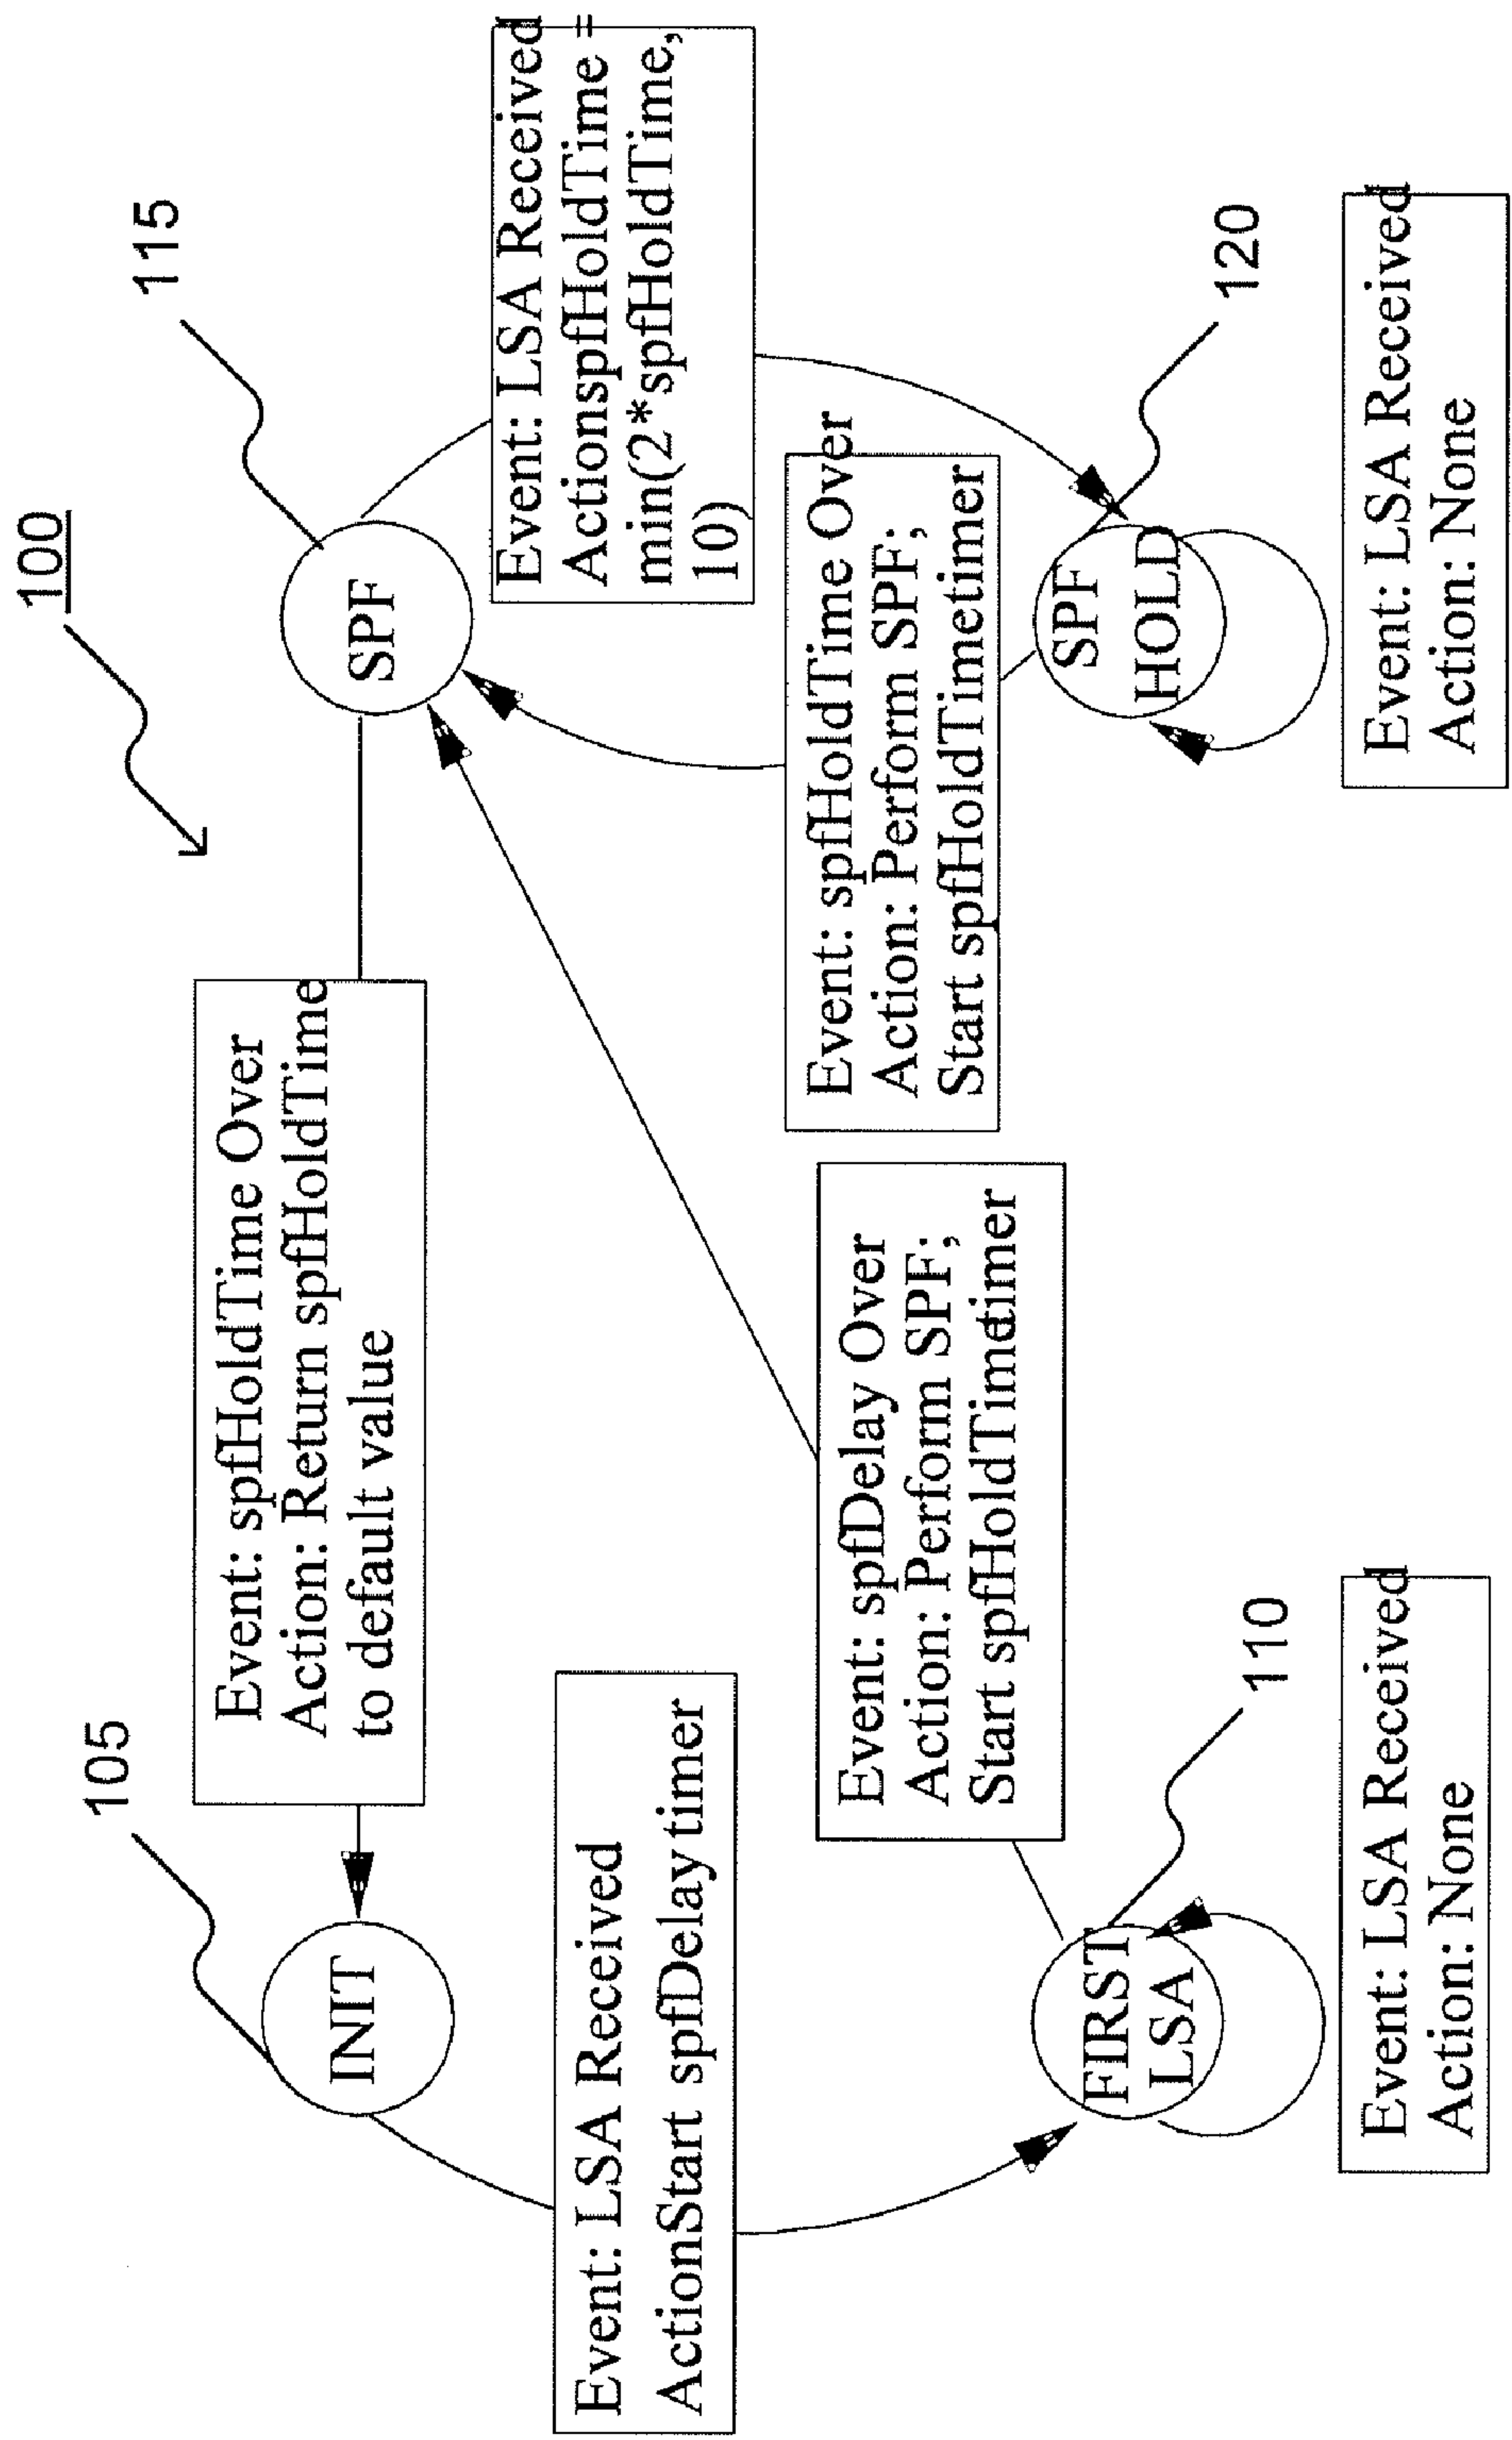 100
105
INIT
Event: spfHoldTime Over
Action: Return spfHoldTime
to default value
115
SPF
Event: LSA Received
ActionStart spfDelay timer
Event: LSA Received
ActionspfHoldTime =
min(2*spfHoldTime,
10)
Event: spfDelay Over
Action: Perform SPF;
Start spfHoldTimetimer
Event: spfHoldTime Over
Action: Perform SPF;
Start spfHoldTimetimer
110
FIRST
LSA
120
SPF
HOLD
Event: LSA Received
Action: None
Event: LSA Received
Action: None